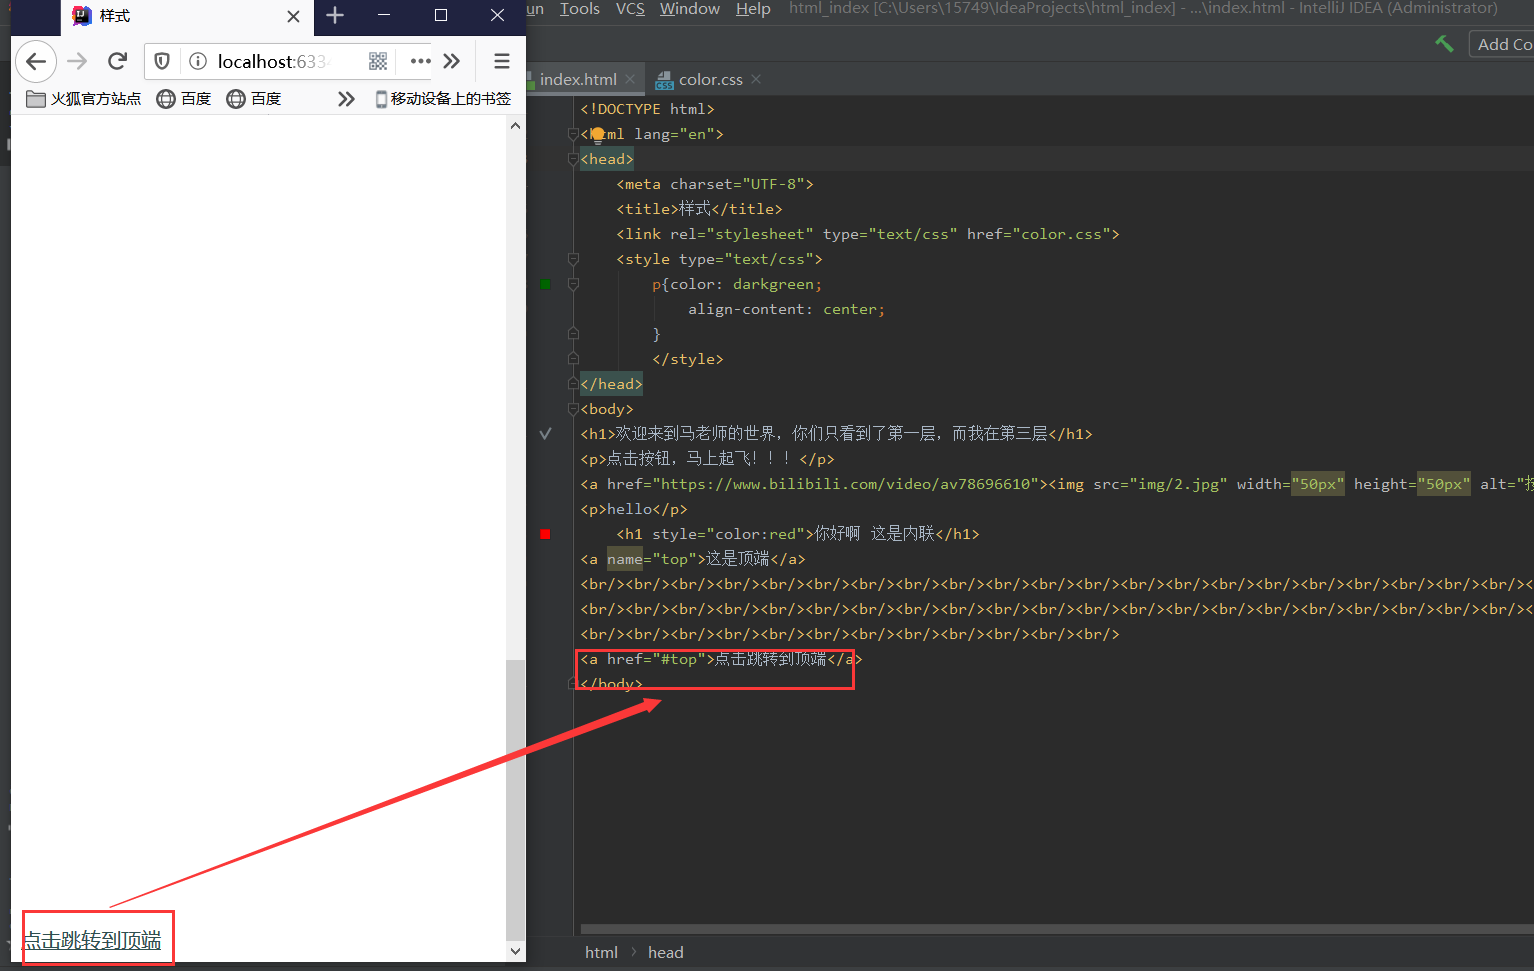 样式
localhost:633
火狐官方站点 百度 百度 移动设备上的书签
点击跳转到顶端
un Tools VCS Window Help html_index [C:\Users\15749\IdeaProjects\html_index] - ...\index.html - IntelliJ IDEA (Administrator)
Add Co
index.html color.css
<!DOCTYPE html>
<html lang="en">
<head>
<meta charset="UTF-8">
<title>样式</title>
<link rel="stylesheet" type="text/css" href="color.css">
<style type="text/css">
p{color: darkgreen;
align-content: center;
}
</style>
</head>
<body>
<h1>欢迎来到马老师的世界，你们只看到了第一层，而我在第三层</h1>
<p>点击按钮，马上起飞！！！</p>
<a href="https://www.bilibili.com/video/av78696610"><img src="img/2.jpg" width="50px" height="50px" alt="按
<p>hello</p>
<h1 style="color:red">你好啊 这是内联</h1>
<a name="top">这是顶端</a>
<br/><br/><br/><br/><br/><br/><br/><br/><br/><br/><br/><br/><br/><br/><br/><br/><br/><br/><br/><br/><br/><
<br/><br/><br/><br/><br/><br/><br/><br/><br/><br/><br/><br/><br/><br/><br/><br/><br/><br/><br/><br/><br/><
<br/><br/><br/><br/><br/><br/><br/><br/><br/><br/><br/><br/>
<a href="#top">点击跳转到顶端</a>
</body>
html head